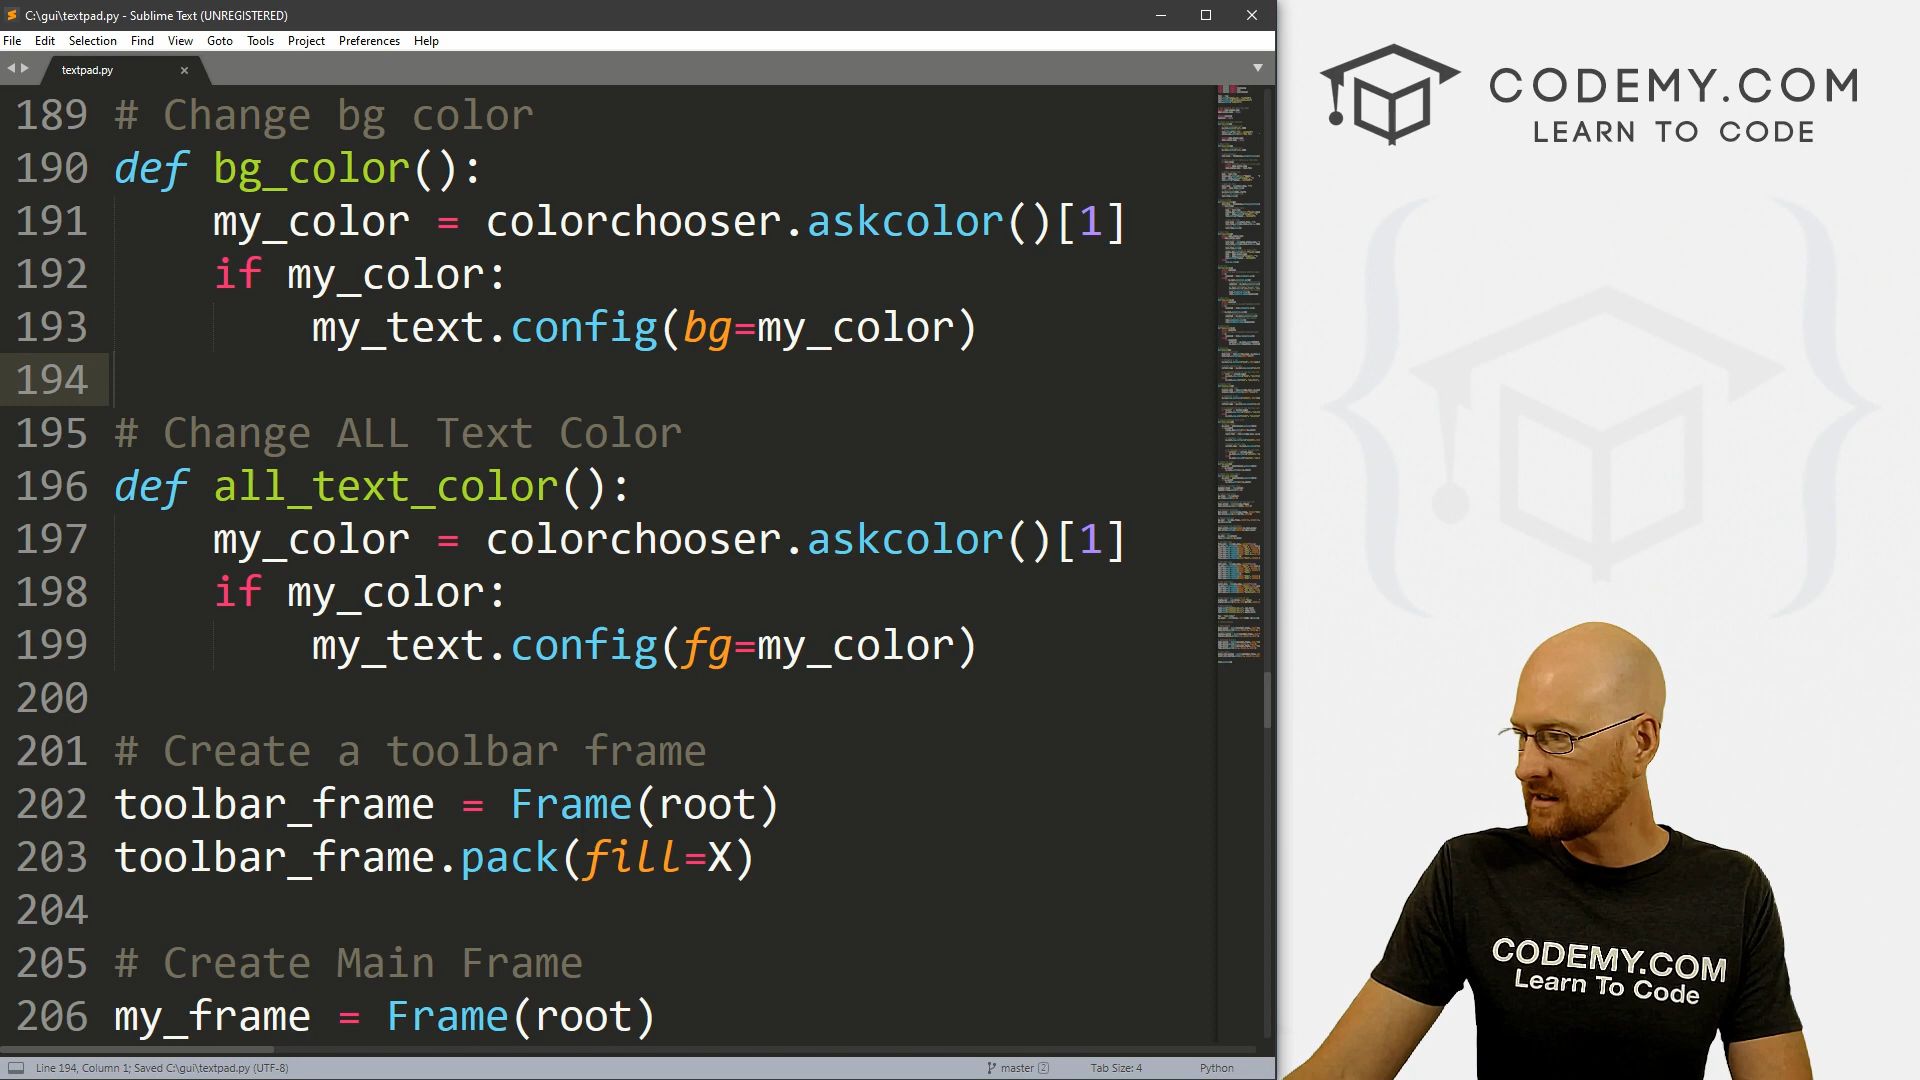 C:\gui\textpad.py - Sublime Text (UNREGISTERED)
File Edit Selection Find View Goto Tools Project Preferences Help
textpad.py
189 # Change bg color
190 def bg_color():
191 my_color = colorchooser.askcolor()[1]
192 if my_color:
193 my_text.config(bg=my_color)
194
195 # Change ALL Text Color
196 def all_text_color():
197 my_color = colorchooser.askcolor()[1]
198 if my_color:
199 my_text.config(fg=my_color)
200
201 # Create a toolbar frame
202 toolbar_frame = Frame(root)
203 toolbar_frame.pack(fill=X)
204
205 # Create Main Frame
206 my_frame = Frame(root)
Line 194, Column 1; Saved C:\gui\textpad.py (UTF-8) master 2 Tab Size: 4 Python
CODEMY.COM
LEARN TO CODE
CODEMY.COM
Learn To Code